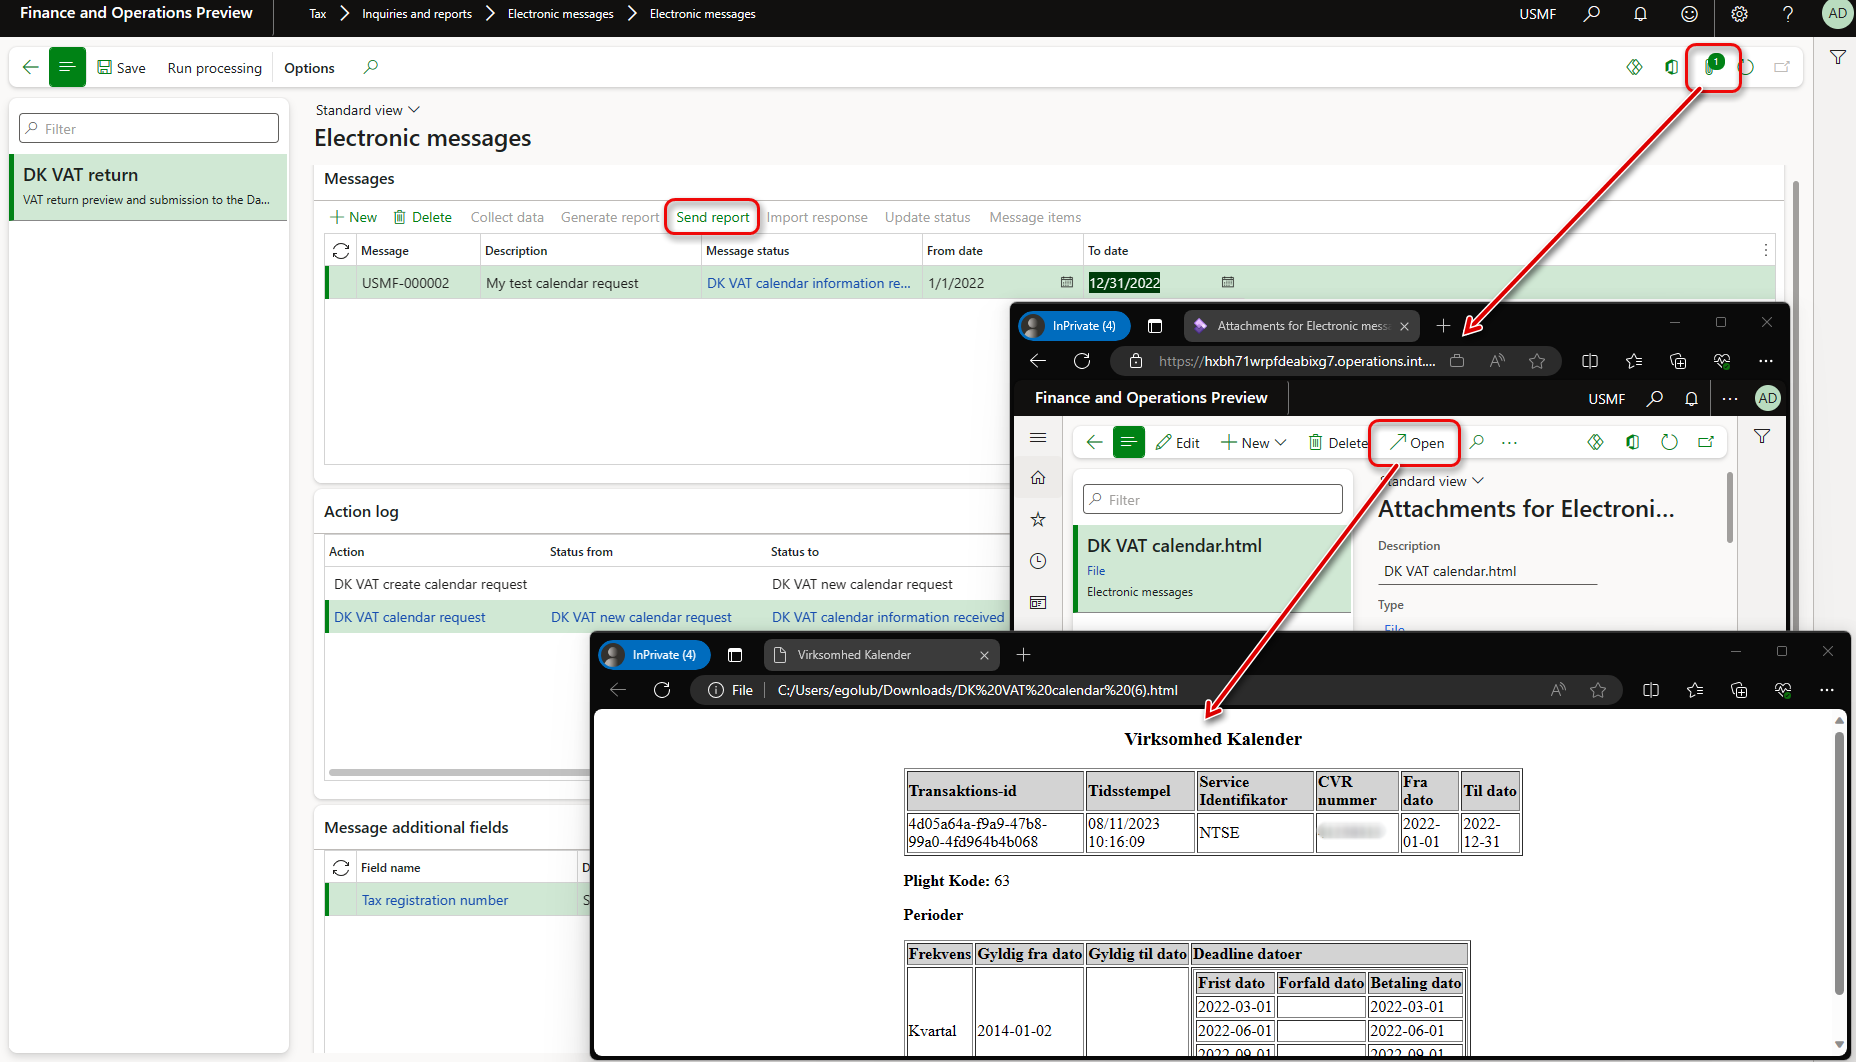 Finance and Operations Preview
Tax
Inquiries and reports
Electronic messages
Electronic messages
USMF
AD
Save
Run processing
Options
1
Filter
DK VAT return
VAT return preview and submission to the Da...
Standard view
Electronic messages
Messages
New
Delete
Collect data
Generate report
Send report
Import response
Update status
Message items
Message
Description
Message status
From date
To date
USMF-000002
My test calendar request
DK VAT calendar information re...
1/1/2022
12/31/2022
Action log
Action
Status from
Status to
DK VAT create calendar request
DK VAT new calendar request
DK VAT calendar request
DK VAT new calendar request
DK VAT calendar information received
Message additional fields
Field name
D
Tax registration number
S
InPrivate (4)
Attachments for Electronic mess
https://hxbh71wrpfdeabixg7.operations.int....
Finance and Operations Preview
USMF
AD
Edit
New
Delete
Open
Filter
DK VAT calendar.html
File
Electronic messages
Standard view
Attachments for Electroni...
Description
DK VAT calendar.html
Type
File
InPrivate (4)
Virksomhed Kalender
File
C:/Users/egolub/Downloads/DK%20VAT%20calendar%20(6).html
Virksomhed Kalender
Transaktions-id
Tidsstempel
Service Identifikator
CVR nummer
Fra dato
Til dato
4d05a64a-f9a9-47b8-
99a0-4fd964b4b068
08/11/2023
10:16:09
NTSE
2022-
01-01
2022-
12-31
Plight Kode: 63
Perioder
Frekvens
Gyldig fra dato
Gyldig til dato
Deadline datoer
Frist dato
Forfald dato
Betaling dato
2022-03-01
2022-03-01
Kvartal
2014-01-02
2022-06-01
2022-06-01
2022-09-01
2022-09-01